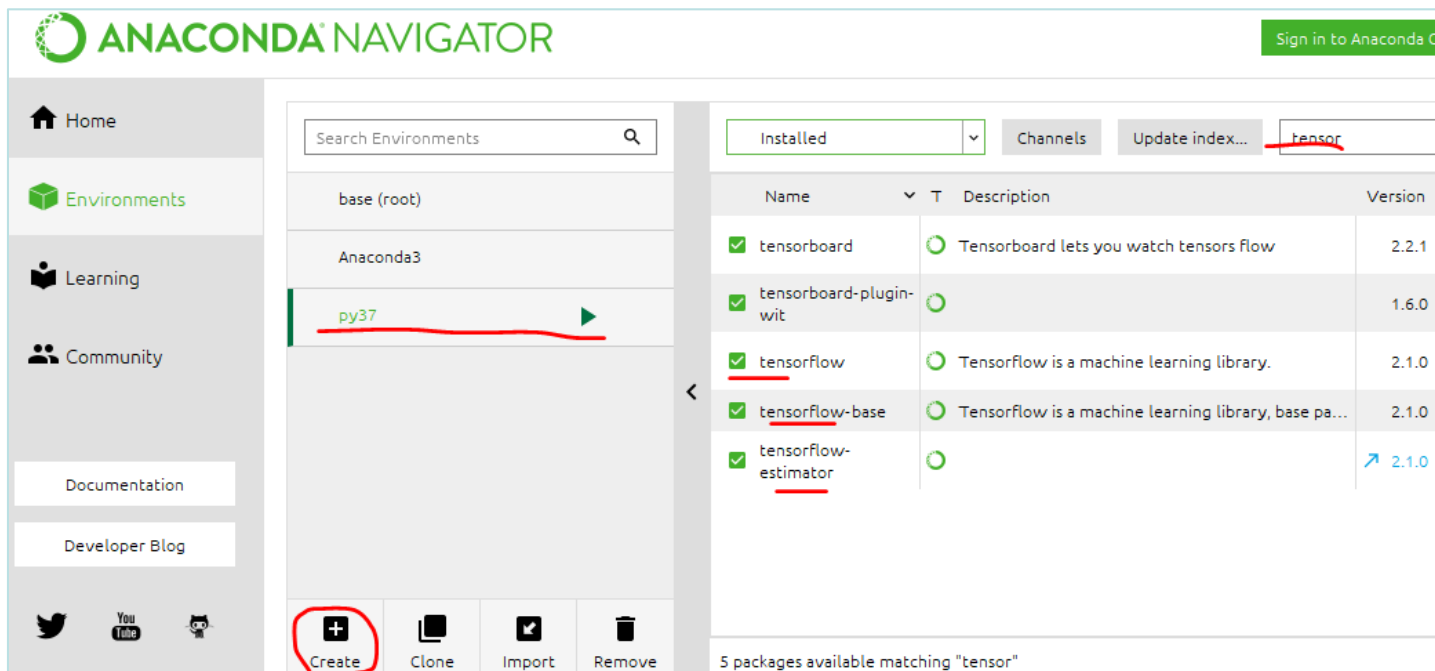 ANACONDA NAVIGATOR
Sign in to Anaconda
Home
Environments
Learning
Community
Documentation
Developer Blog
You
Tube
Search Environments
base (root)
Anaconda3
py37
Create
Clone
Import
Remove
Installed
Channels
Update index...
tensor
Name T Description Version
tensorboard Tensorboard lets you watch tensors flow 2.2.1
tensorboard-plugin-
wit 1.6.0
tensorflow Tensorflow is a machine learning library. 2.1.0
tensorflow-base Tensorflow is a machine learning library, base pa... 2.1.0
tensorflow-
estimator 2.1.0
5 packages available matching "tensor"